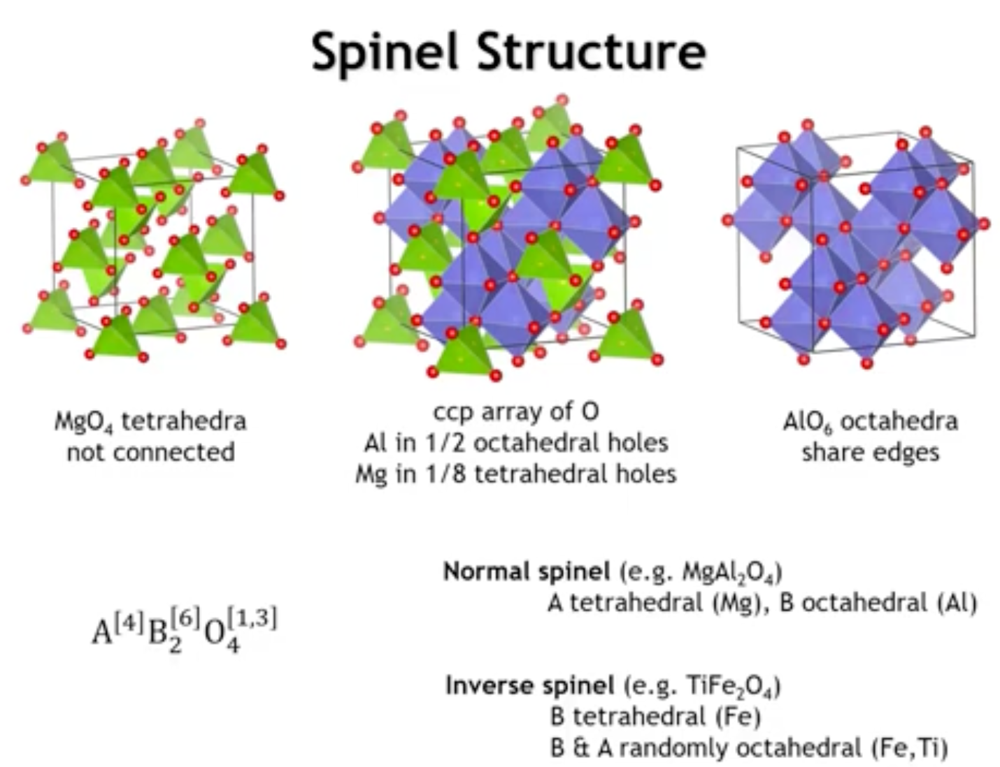 Spinel Structure
MgO₄ tetrahedra
not connected
ccp array of O
Al in 1/2 octahedral holes
Mg in 1/8 tetrahedral holes
AlO₆ octahedra
share edges
A^[4]B₂^[6]O₄^[1,3]
Normal spinel (e.g. MgAl₂O₄)
A tetrahedral (Mg), B octahedral (Al)
Inverse spinel (e.g. TiFe₂O₄)
B tetrahedral (Fe)
B & A randomly octahedral (Fe,Ti)